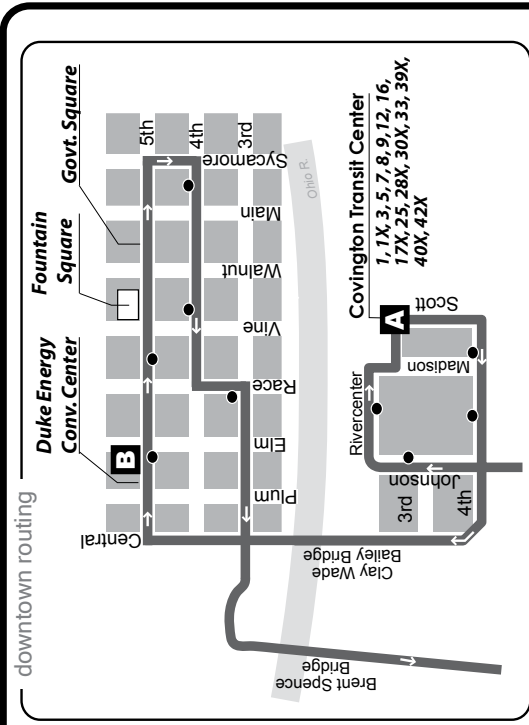 downtown routing
Duke Energy
Conv. Center
Fountain
Square
Govt. Square
5th
4th
3rd
Central
Plum
Elm
Race
Vine
Walnut
Main
Sycamore
B
Ohio R.
Clay Wade
Bailey Bridge
Brent Spence
Bridge
Covington Transit Center
1, 1X, 3, 5, 7, 8, 9, 12, 16,
17X, 25, 28X, 30X, 33, 39X,
40X, 42X
A
Rivercenter
Scott
Madison
Johnson
3rd
4th